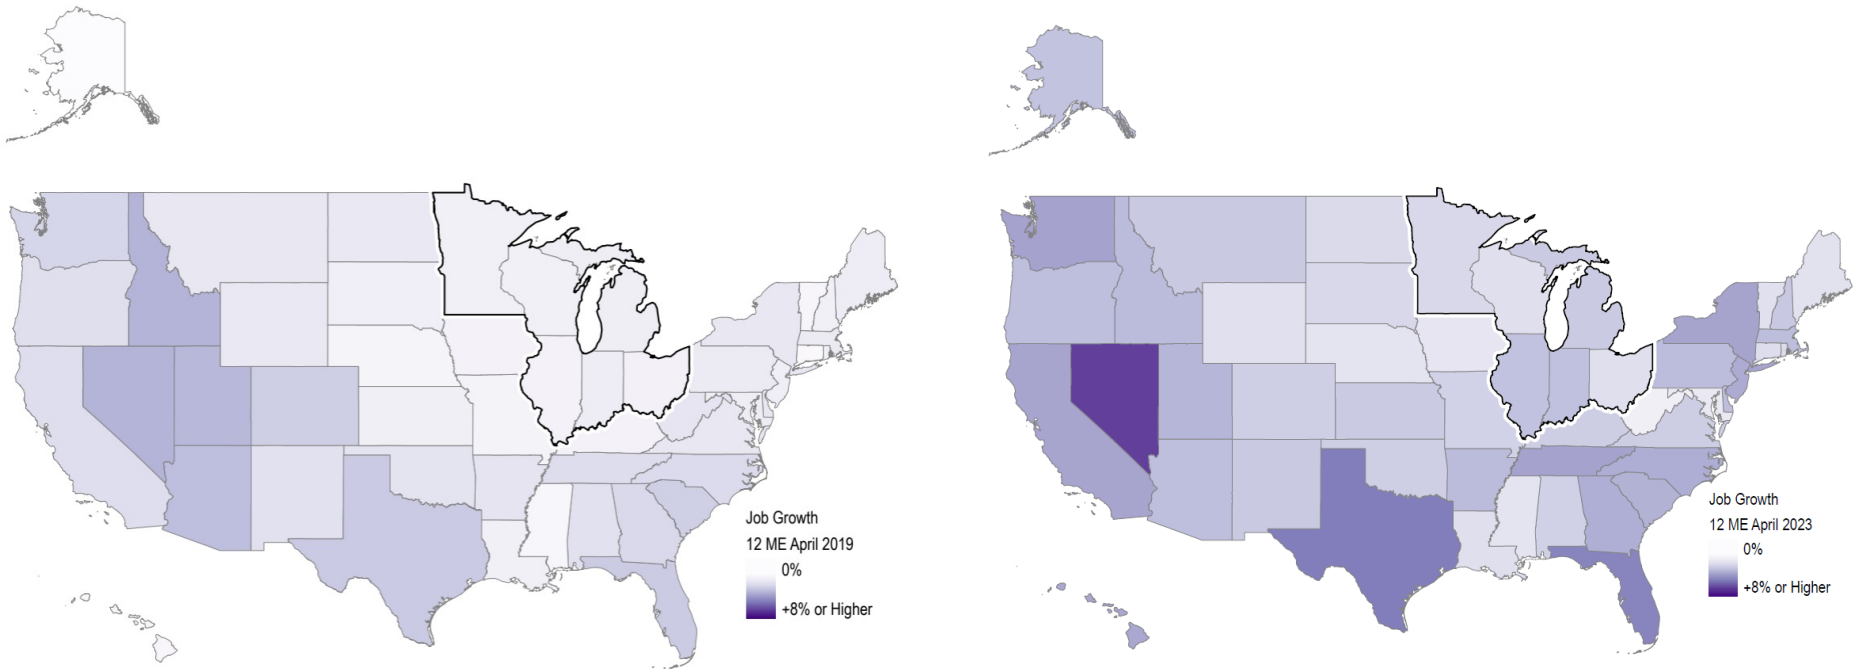 Job Growth
12 ME April 2019
0%
+8% or Higher
Job Growth
12 ME April 2023
0%
+8% or Higher